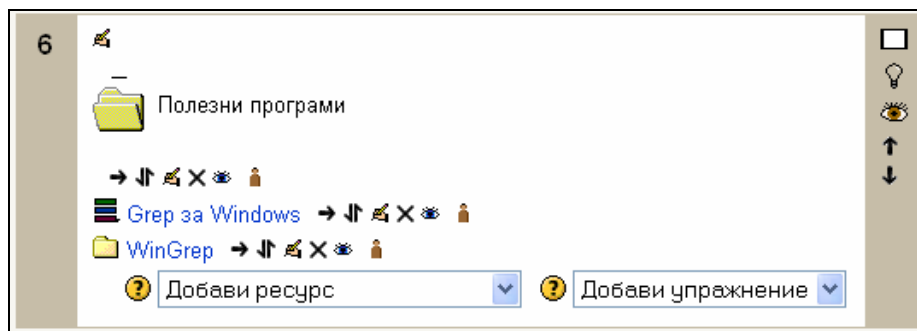 6
Полезни програми
Grep за Windows
WinGrep
Добави ресурс
Добави упражнение